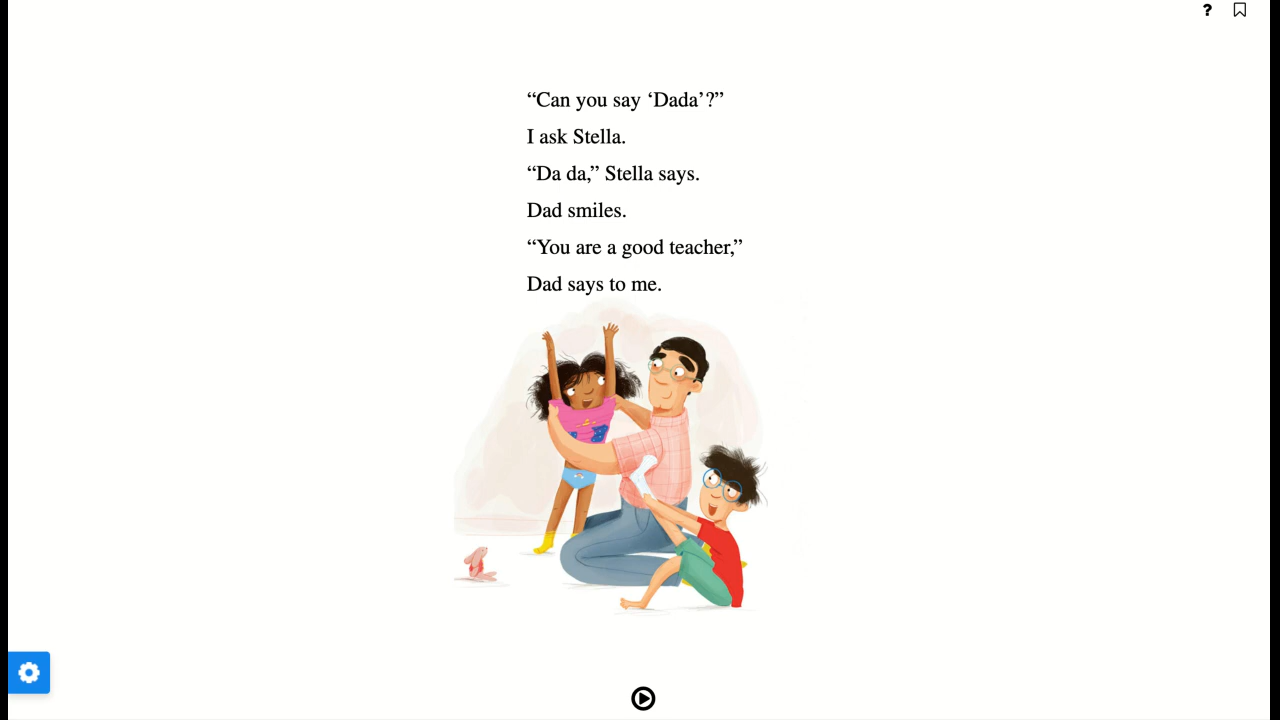 ?
“Can you say ‘Dada’?”
I ask Stella.
“Da da,” Stella says.
Dad smiles.
“You are a good teacher,”
Dad says to me.